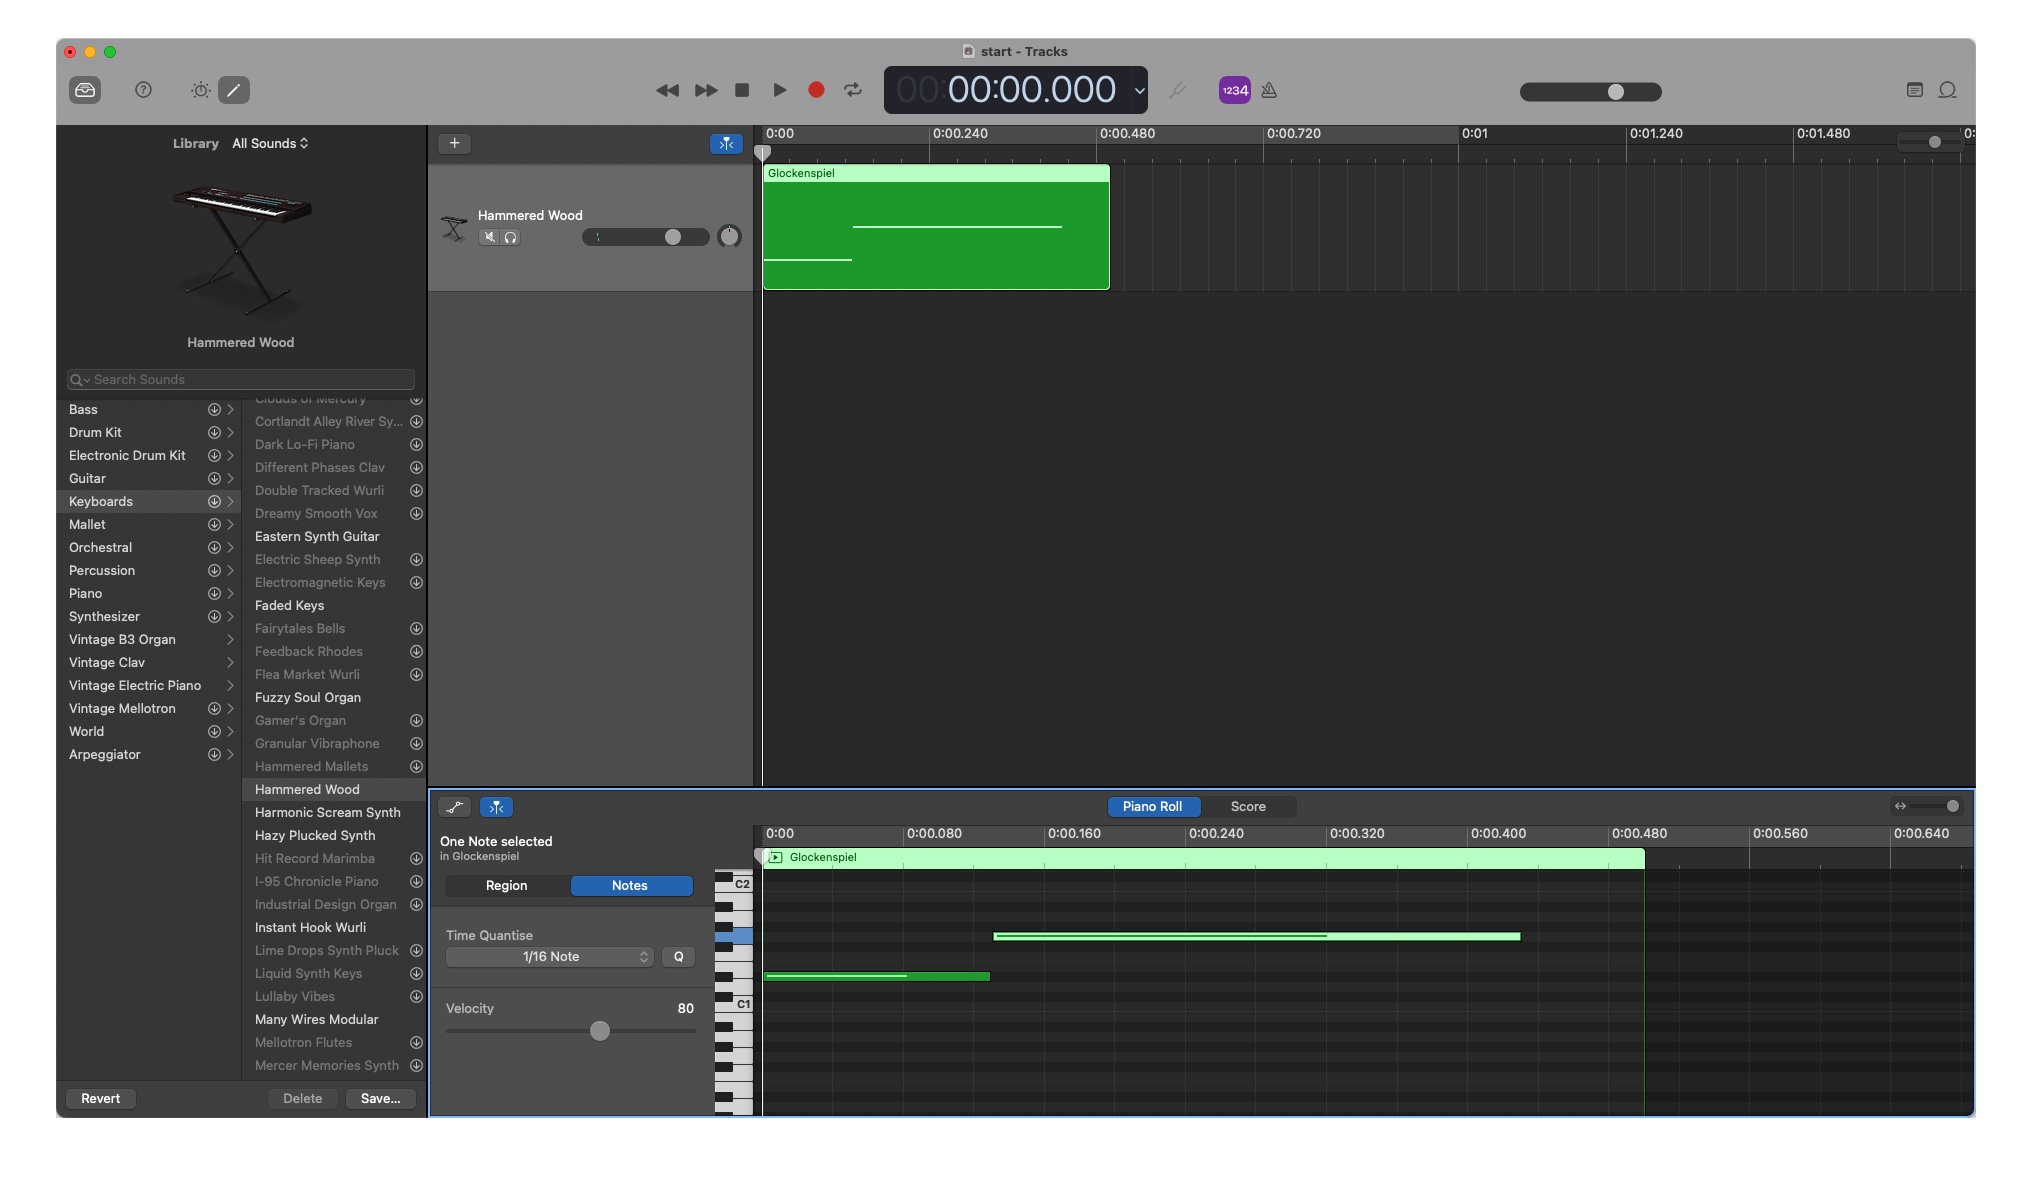 start - Tracks
00:00:00.000
1234
Library All Sounds
Hammered Wood
Search Sounds
Bass
Drum Kit
Electronic Drum Kit
Guitar
Keyboards
Mallet
Orchestral
Percussion
Piano
Synthesizer
Vintage B3 Organ
Vintage Clav
Vintage Electric Piano
Vintage Mellotron
World
Arpeggiator
Clouds of Mercury
Cortlandt Alley River Sy...
Dark Lo-Fi Piano
Different Phases Clav
Double Tracked Wurli
Dreamy Smooth Vox
Eastern Synth Guitar
Electric Sheep Synth
Electromagnetic Keys
Faded Keys
Fairytales Bells
Feedback Rhodes
Flea Market Wurli
Fuzzy Soul Organ
Gamer's Organ
Granular Vibraphone
Hammered Mallets
Hammered Wood
Harmonic Scream Synth
Hazy Plucked Synth
Hit Record Marimba
I-95 Chronicle Piano
Industrial Design Organ
Instant Hook Wurli
Lime Drops Synth Pluck
Liquid Synth Keys
Lullaby Vibes
Many Wires Modular
Mellotron Flutes
Mercer Memories Synth
Revert
Delete
Save...
Hammered Wood
0:00 0:00.240 0:00.480 0:00.720 0:01 0:01.240 0:01.480 0:
Glockenspiel
Piano Roll Score
One Note selected
in Glockenspiel
Region Notes
Time Quantise
1/16 Note Q
Velocity 80
0:00 0:00.080 0:00.160 0:00.240 0:00.320 0:00.400 0:00.480 0:00.560 0:00.640
Glockenspiel
C2
C1